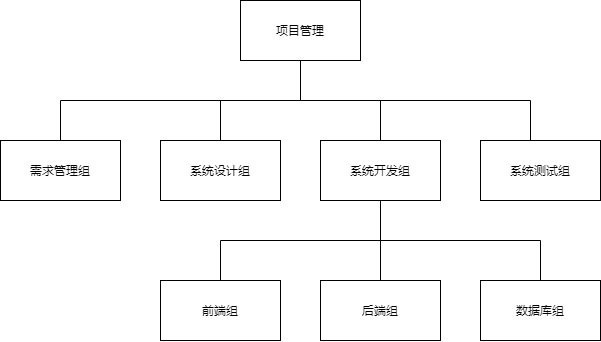 项目管理
需求管理组
系统设计组
系统开发组
系统测试组
前端组
后端组
数据库组